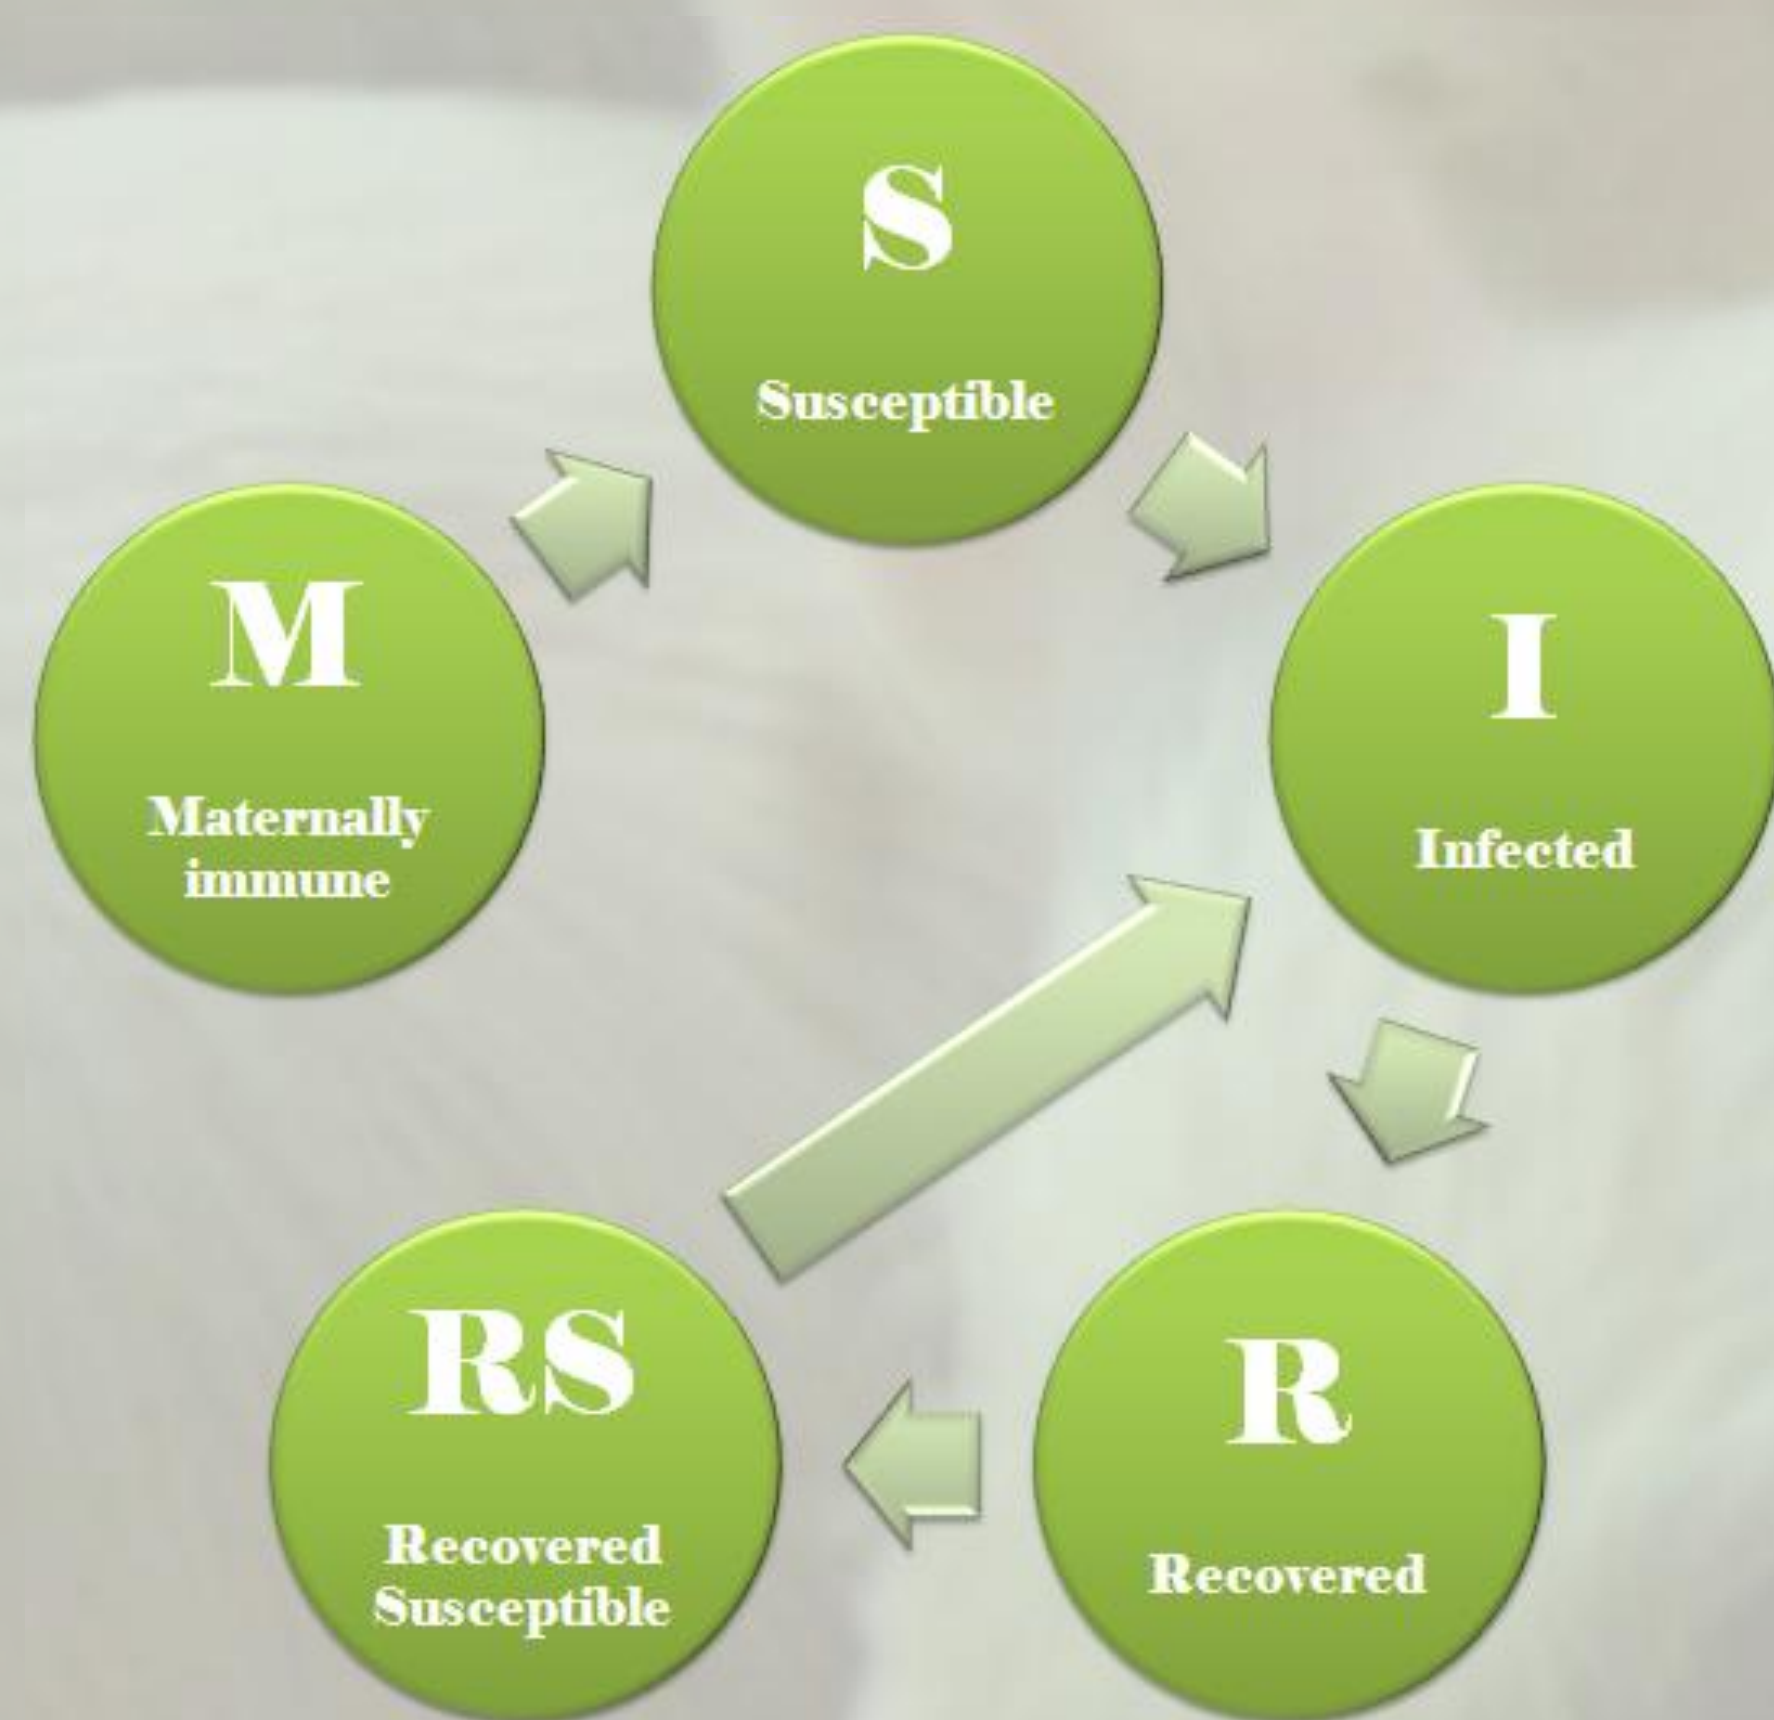 S
Susceptible
M
Maternally
immune
I
Infected
RS
Recovered
Susceptible
R
Recovered